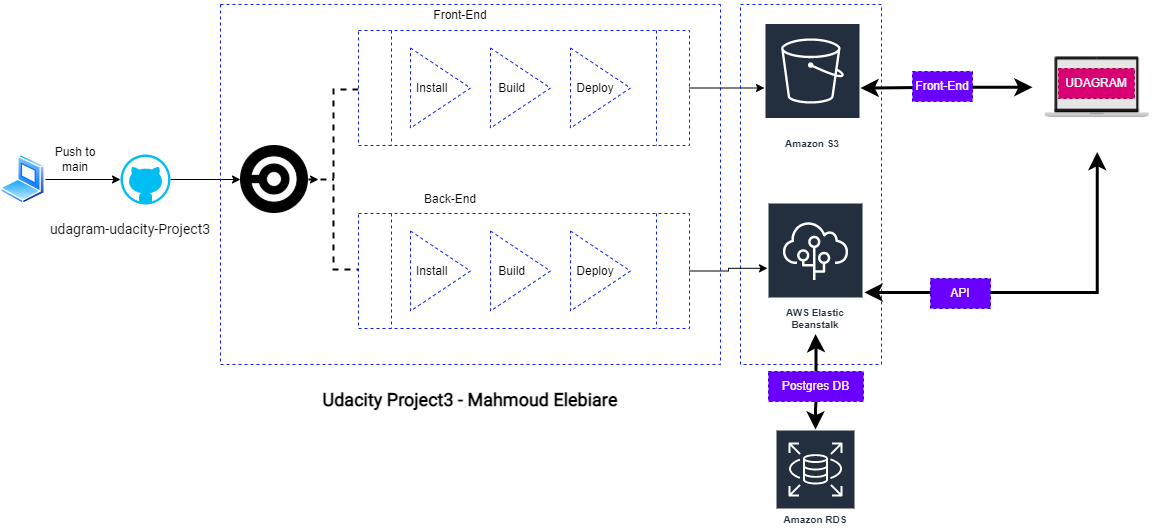 Front-End
Install
Build
Deploy
Amazon S3
Front-End
UDAGRAM
Push to
main
udagram-udacity-Project3
Back-End
Install
Build
Deploy
AWS Elastic
Beanstalk
API
Postgres DB
Udacity Project3 - Mahmoud Elebiare
Amazon RDS